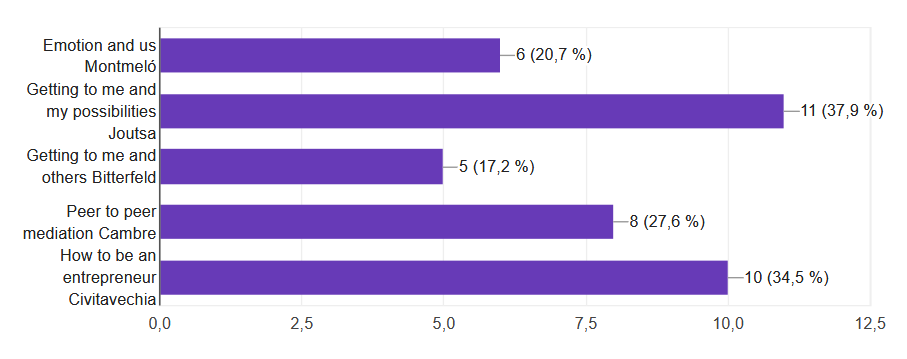 Emotion and us
Montmeló
6 (20,7 %)
Getting to me and
my possibilities
Joutsa
11 (37,9 %)
Getting to me and
others Bitterfeld
5 (17,2 %)
Peer to peer
mediation Cambre
8 (27,6 %)
How to be an
entrepreneur
Civitavechia
10 (34,5 %)
0,0 2,5 5,0 7,5 10,0 12,5